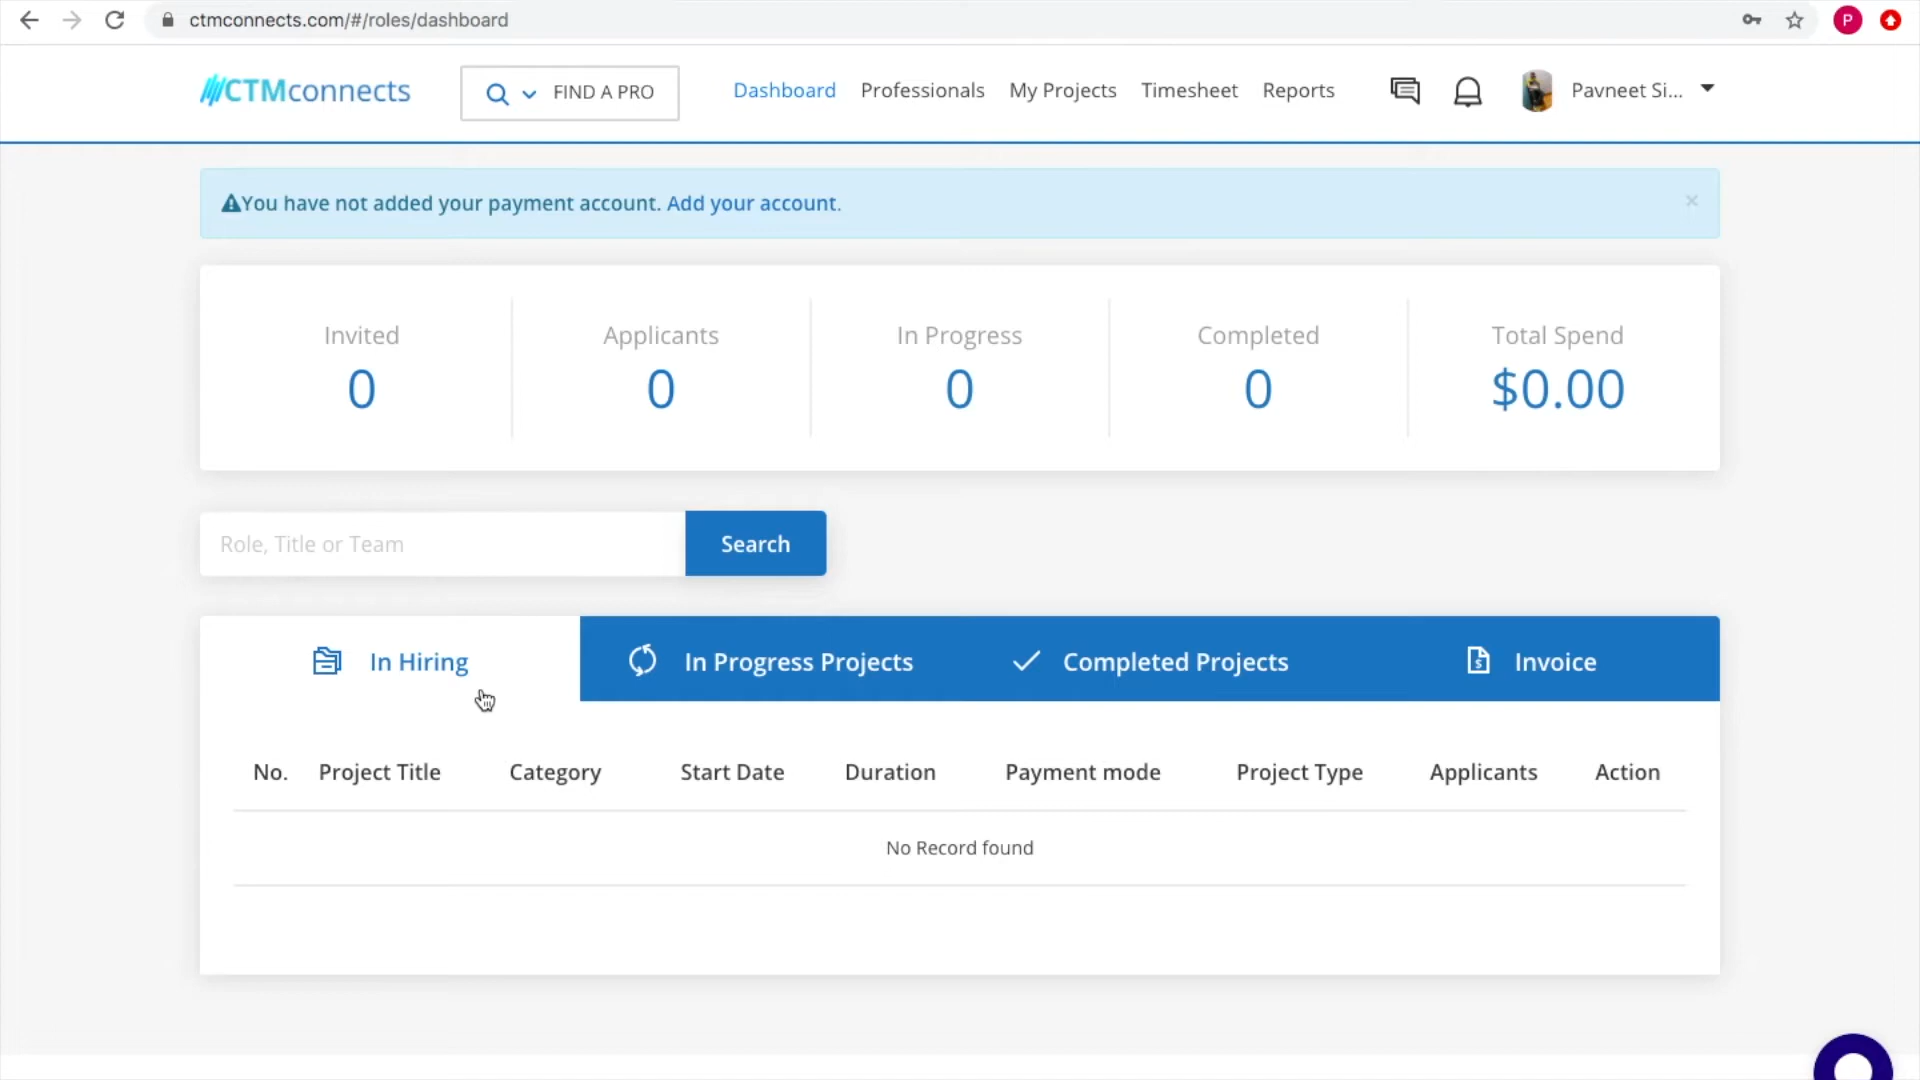 ctmconnects.com/#/roles/dashboard
P
CTMconnects
FIND A PRO
Dashboard
Professionals
My Projects
Timesheet
Reports
Pavneet Si...
You have not added your payment account. Add your account.
×
Invited
Applicants
In Progress
Completed
Total Spend
0
0
0
0
$0.00
Role, Title or Team
Search
In Hiring
In Progress Projects
Completed Projects
Invoice
No.
Project Title
Category
Start Date
Duration
Payment mode
Project Type
Applicants
Action
No Record found